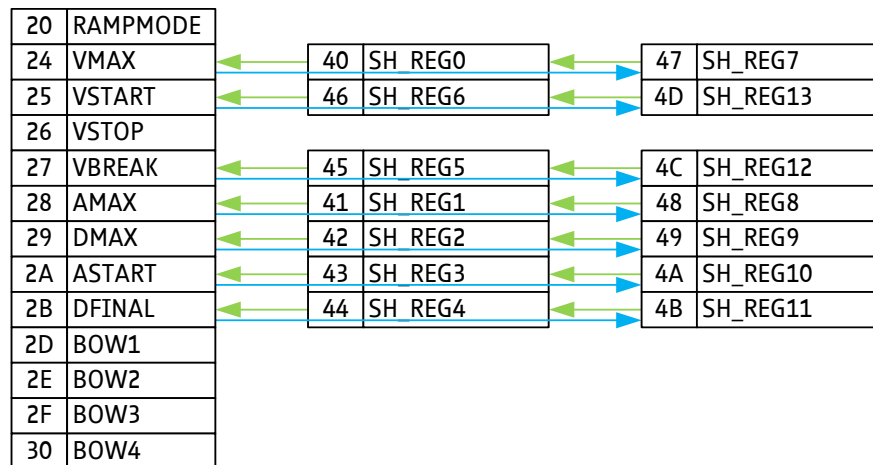 20 RAMPMODE
24 VMAX 40 SH_REG0 47 SH_REG7
25 VSTART 46 SH_REG6 4D SH_REG13
26 VSTOP
27 VBREAK 45 SH_REG5 4C SH_REG12
28 AMAX 41 SH_REG1 48 SH_REG8
29 DMAX 42 SH_REG2 49 SH_REG9
2A ASTART 43 SH_REG3 4A SH_REG10
2B DFINAL 44 SH_REG4 4B SH_REG11
2D BOW1
2E BOW2
2F BOW3
30 BOW4